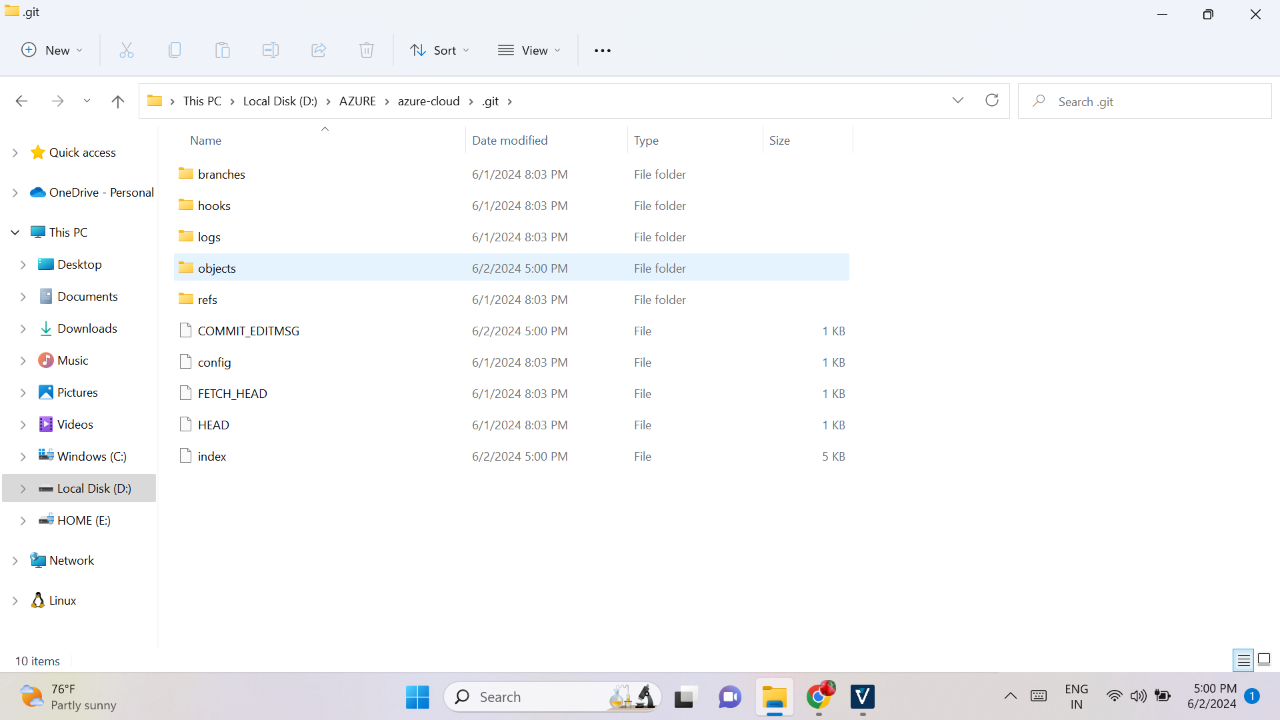 .git
New
Sort
View
This PC
Local Disk (D:)
AZURE
azure-cloud
.git
Search .git
Quick access
OneDrive - Personal
This PC
Desktop
Documents
Downloads
Music
Pictures
Videos
Windows (C:)
Local Disk (D:)
HOME (E:)
Network
Linux
Name Date modified Type Size
branches 6/1/2024 8:03 PM File folder
hooks 6/1/2024 8:03 PM File folder
logs 6/1/2024 8:03 PM File folder
objects 6/2/2024 5:00 PM File folder
refs 6/1/2024 8:03 PM File folder
COMMIT_EDITMSG 6/2/2024 5:00 PM File 1 KB
config 6/1/2024 8:03 PM File 1 KB
FETCH_HEAD 6/1/2024 8:03 PM File 1 KB
HEAD 6/1/2024 8:03 PM File 1 KB
index 6/2/2024 5:00 PM File 5 KB
10 items
76°F
Partly sunny
Search
ENG
IN
5:00 PM
6/2/2024
1